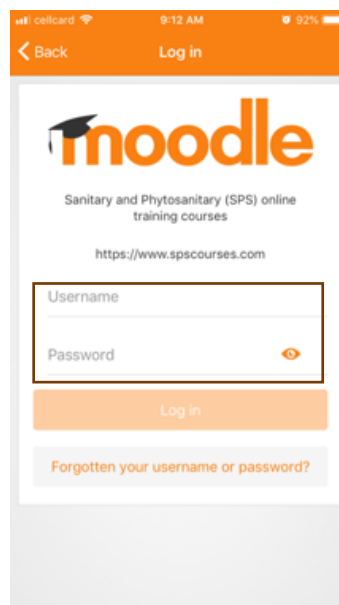 cellcard 9:12 AM 92%
Back Log in
moodle
Sanitary and Phytosanitary (SPS) online
training courses
https://www.spscourses.com
Username
Password
Log in
Forgotten your username or password?